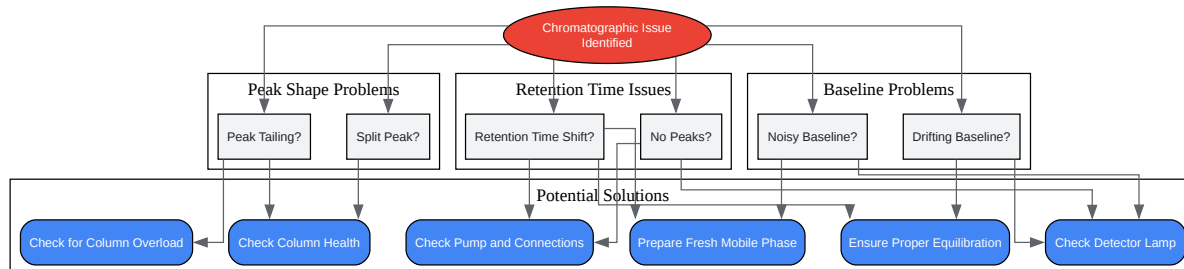 Chromatographic Issue
Identified
Peak Shape Problems
Retention Time Issues
Baseline Problems
Peak Tailing?
Split Peak?
Retention Time Shift?
No Peaks?
Noisy Baseline?
Drifting Baseline?
Potential Solutions
Check for Column Overload
Check Column Health
Check Pump and Connections
Prepare Fresh Mobile Phase
Ensure Proper Equilibration
Check Detector Lamp